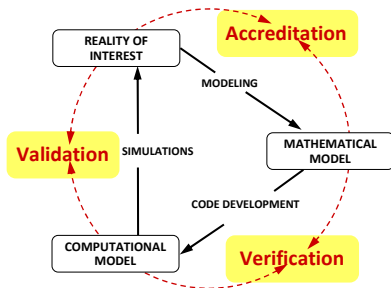 Accreditation
REALITY OF
INTEREST
MODELING
Validation
SIMULATIONS
MATHEMATICAL
MODEL
CODE DEVELOPMENT
COMPUTATIONAL
MODEL
Verification